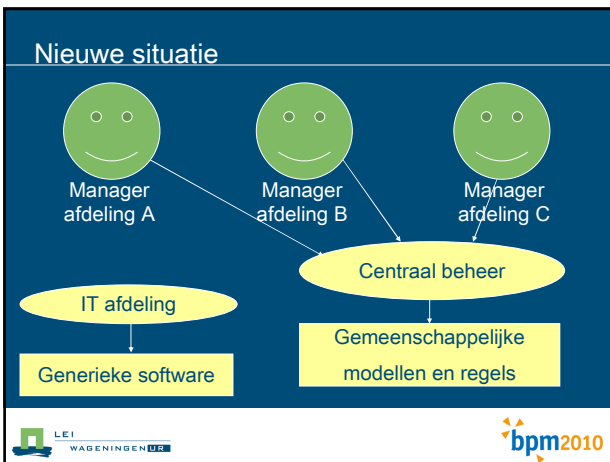 Nieuwe situatie
Manager
afdeling A
Manager
afdeling B
Manager
afdeling C
Centraal beheer
IT afdeling
Gemeenschappelijke
modellen en regels
Generieke software
LEI
WAGENINGEN UR
bpm2010